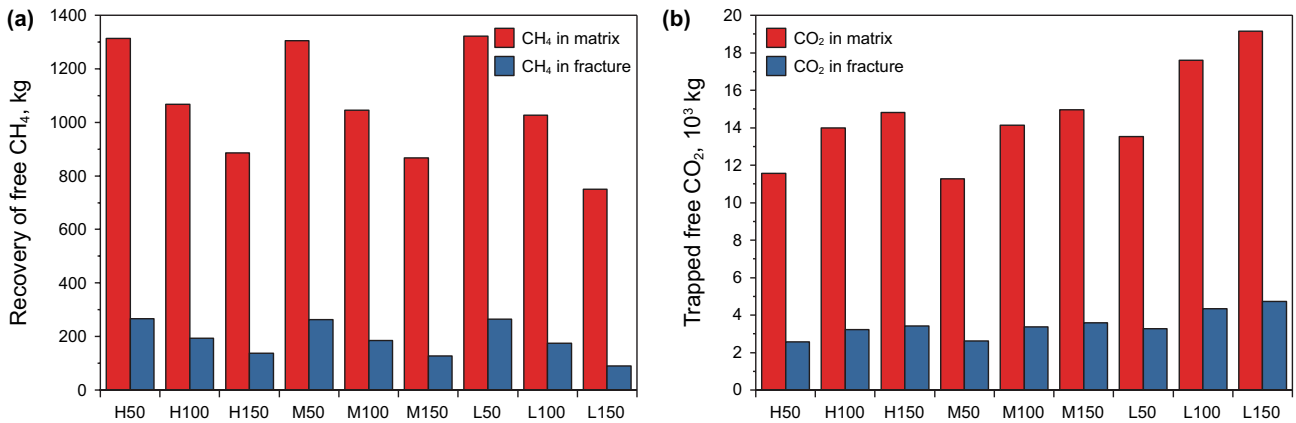 (a)
Recovery of free CH₄, kg
1400
1200
1000
800
600
400
200
0
CH₄ in matrix
CH₄ in fracture
H50 H100 H150 M50 M100 M150 L50 L100 L150
(b)
Trapped free CO₂, 10³ kg
20
18
16
14
12
10
8
6
4
2
0
CO₂ in matrix
CO₂ in fracture
H50 H100 H150 M50 M100 M150 L50 L100 L150